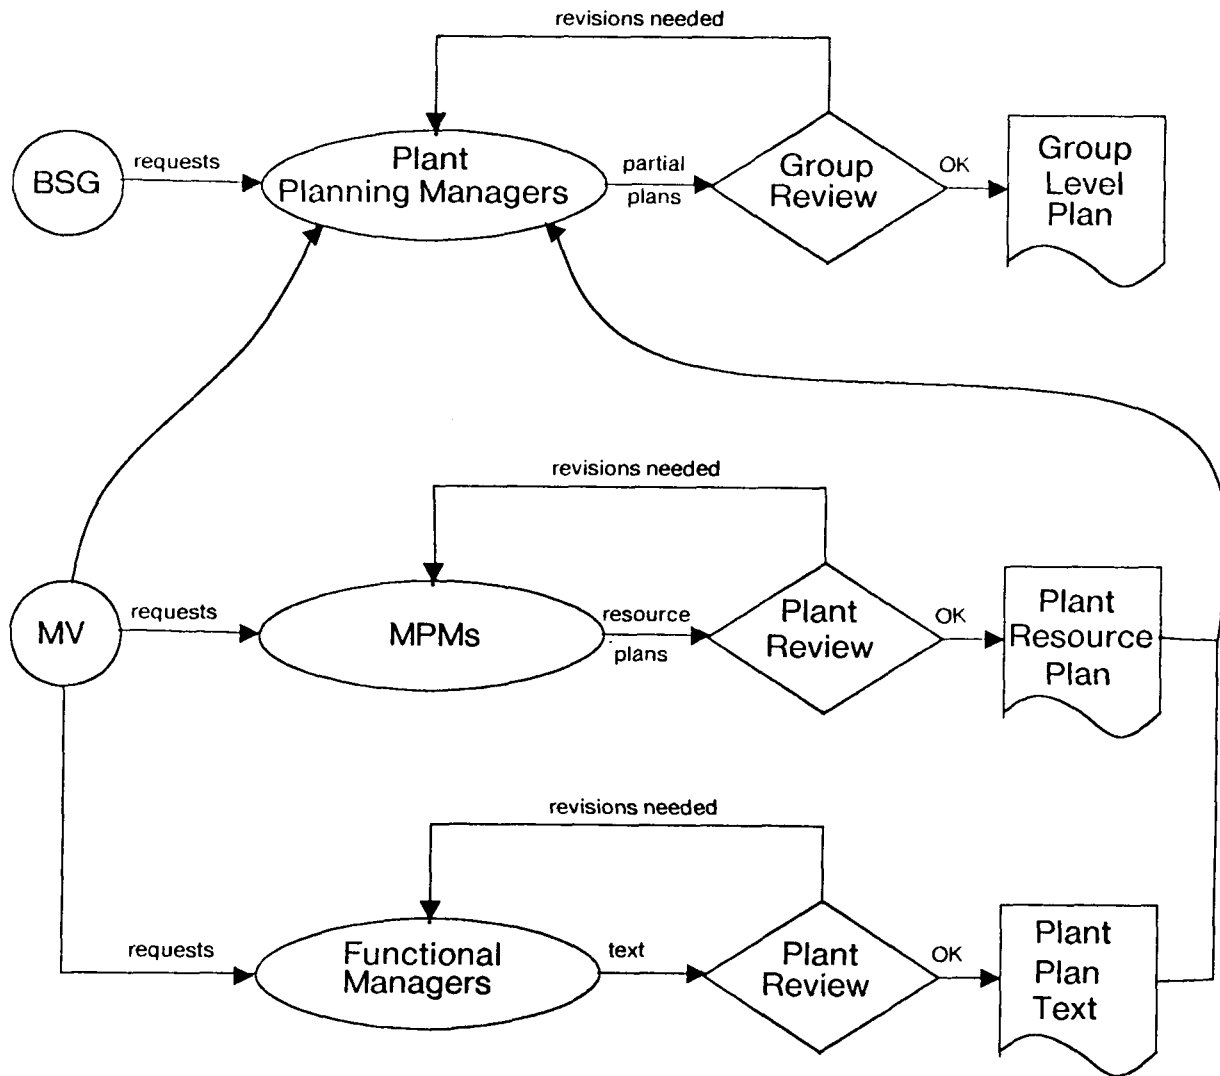 revisions needed
BSG
requests
Plant
Planning Managers
partial
plans
Group
Review
OK
Group
Level
Plan
revisions needed
MV
requests
MPMs
resource
plans
Plant
Review
OK
Plant
Resource
Plan
revisions needed
requests
Functional
Managers
text
Plant
Review
OK
Plant
Plan
Text